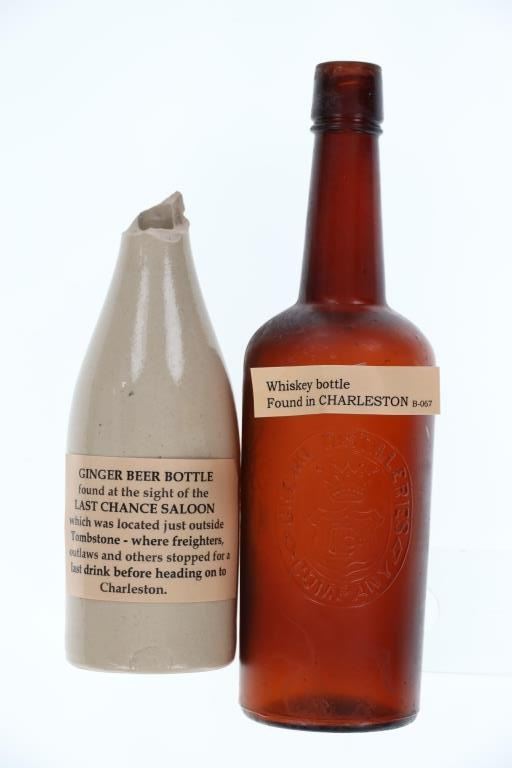 GINGER BEER BOTTLE
found at the sight of the
LAST CHANCE SALOON
which was located just outside
Tombstone - where freighters,
outlaws and others stopped for a
last drink before heading on to
Charleston.
Whiskey bottle
Found in CHARLESTON B-067
DISTILLERIES
COMPANY